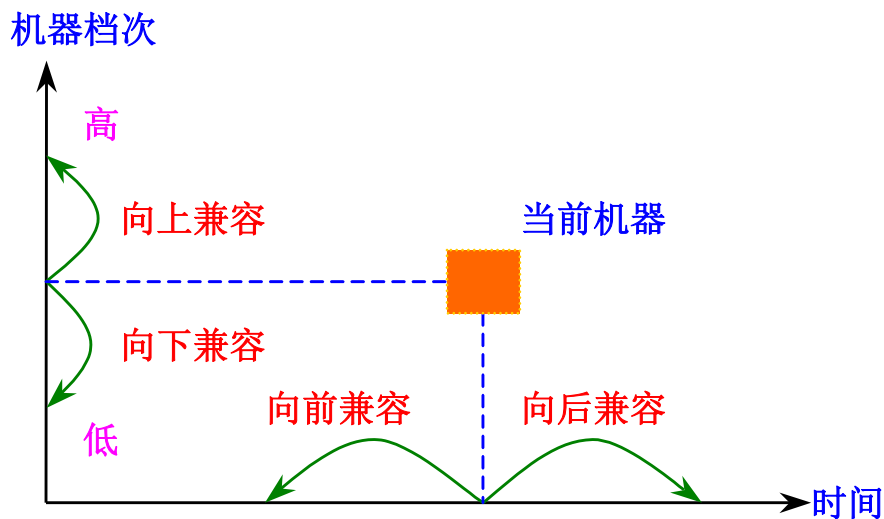 机器档次
高
向上兼容
当前机器
向下兼容
向前兼容
向后兼容
低
时间